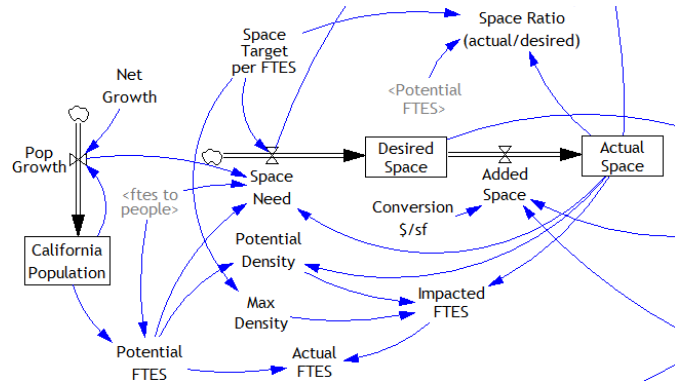 Space
Target
per FTES
Space Ratio
(actual/desired)
Net
Growth
<Potential
FTES>
Pop
Growth
Desired
Space
Actual
Space
Space
Need
Added
Space
<ftes to
people>
Conversion
$/sf
California
Population
Potential
Density
Max
Density
Impacted
FTES
Potential
FTES
Actual
FTES